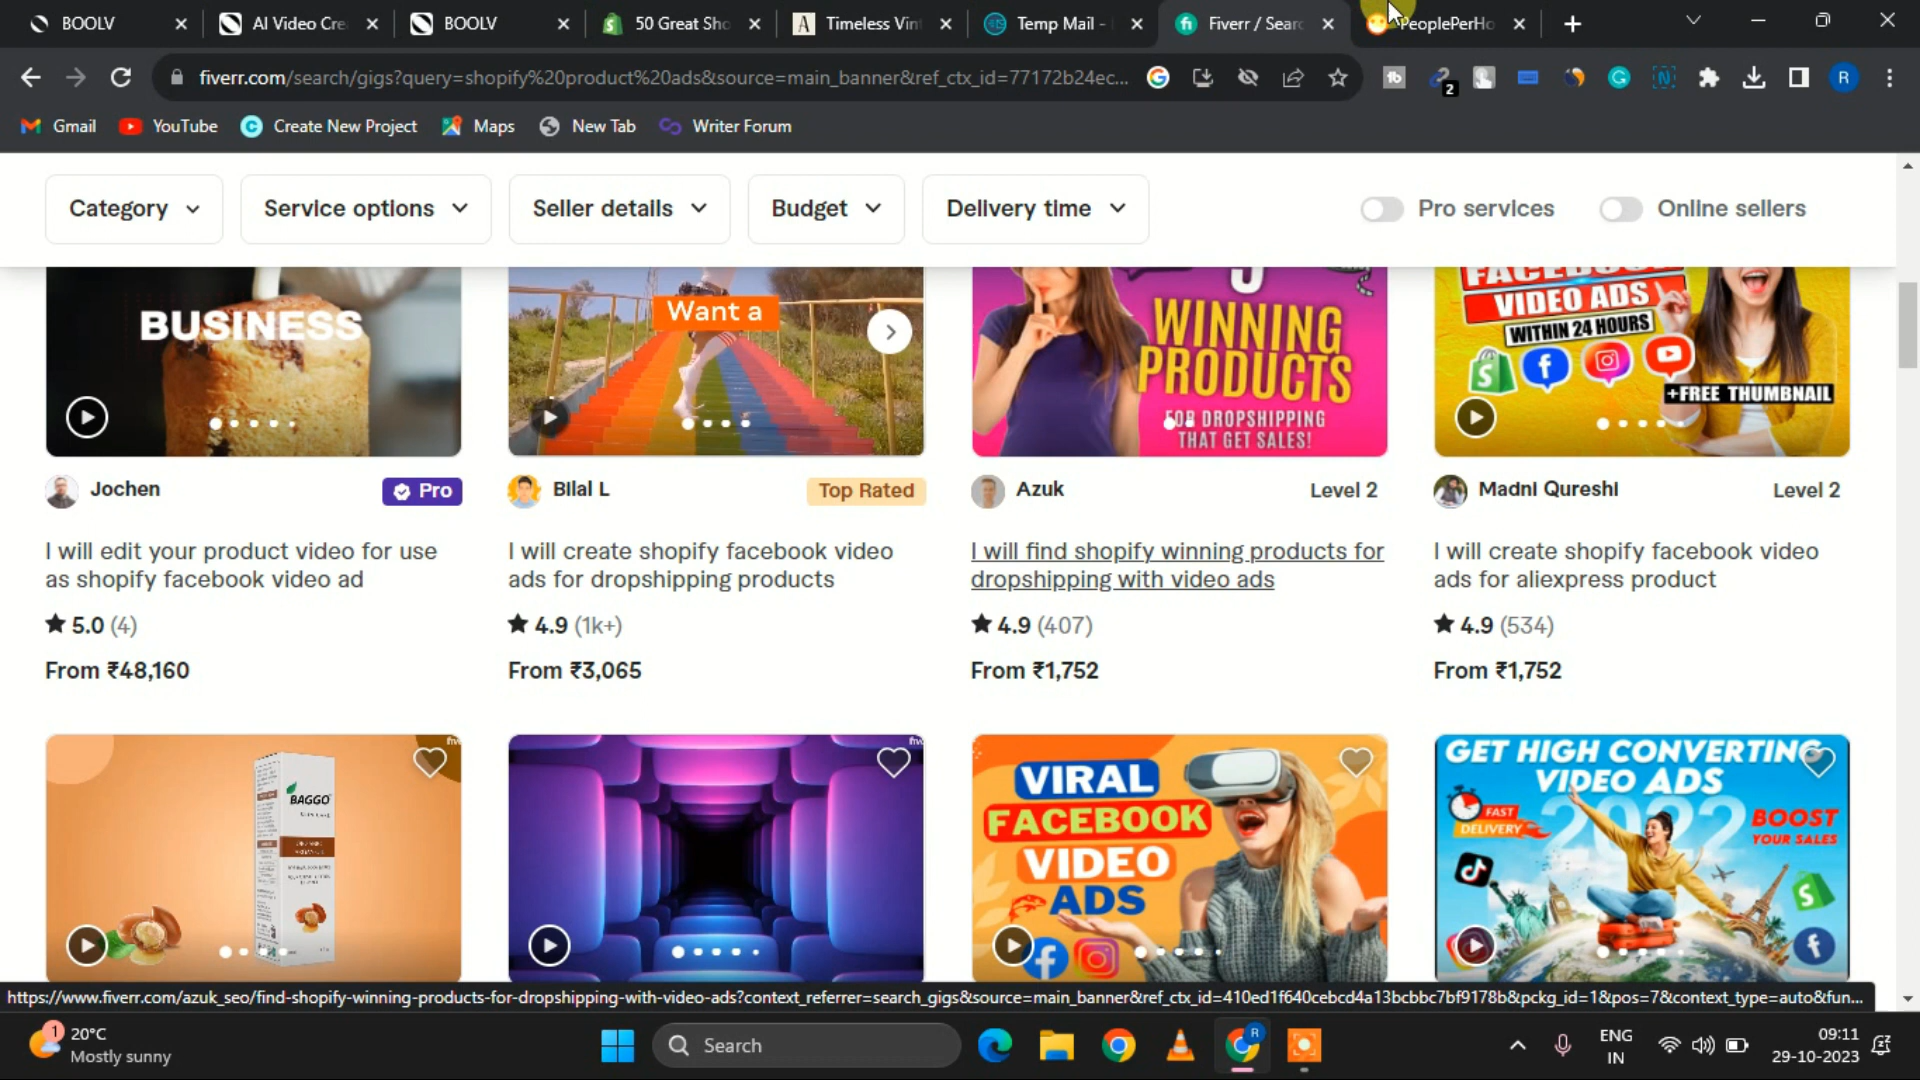 BOOLV
AI Video Cre
BOOLV
50 Great Sho
Timeless Vin
Temp Mail -
Fiverr / Searc
PeoplePerHo
fiverr.com/search/gigs?query=shopify%20product%20ads&source=main_banner&ref_ctx_id=77172b24ec...
2
R
Gmail
YouTube
Create New Project
Maps
New Tab
Writer Forum
Category
Service options
Seller details
Budget
Delivery time
Pro services
Online sellers
BUSINESS
Want a
5
WINNING
PRODUCTS
FOR DROPSHIPPING
THAT GET SALES!
FACEBOOK
VIDEO ADS
WITHIN 24 HOURS
+FREE THUMBNAIL
Jochen
Pro
Bilal L
Top Rated
Azuk
Level 2
Madni Qureshi
Level 2
I will edit your product video for use
as shopify facebook video ad
I will create shopify facebook video
ads for dropshipping products
I will find shopify winning products for
dropshipping with video ads
I will create shopify facebook video
ads for aliexpress product
5.0 (4)
4.9 (1k+)
4.9 (407)
4.9 (534)
From ₹48,160
From ₹3,065
From ₹1,752
From ₹1,752
BAGGO
VIRAL
FACEBOOK
VIDEO
ADS
GET HIGH CONVERTING
VIDEO ADS
2022
FAST
DELIVERY
BOOST
YOUR SALES
https://www.fiverr.com/azuk_seo/find-shopify-winning-products-for-dropshipping-with-video-ads?context_referrer=search_gigs&source=main_banner&ref_ctx_id=410ed1f640cebcd4a13bcbbc7bf9178b&pckg_id=1&pos=7&context_type=auto&fun...
1
20°C
Mostly sunny
Search
R
ENG
IN
09:11
29-10-2023